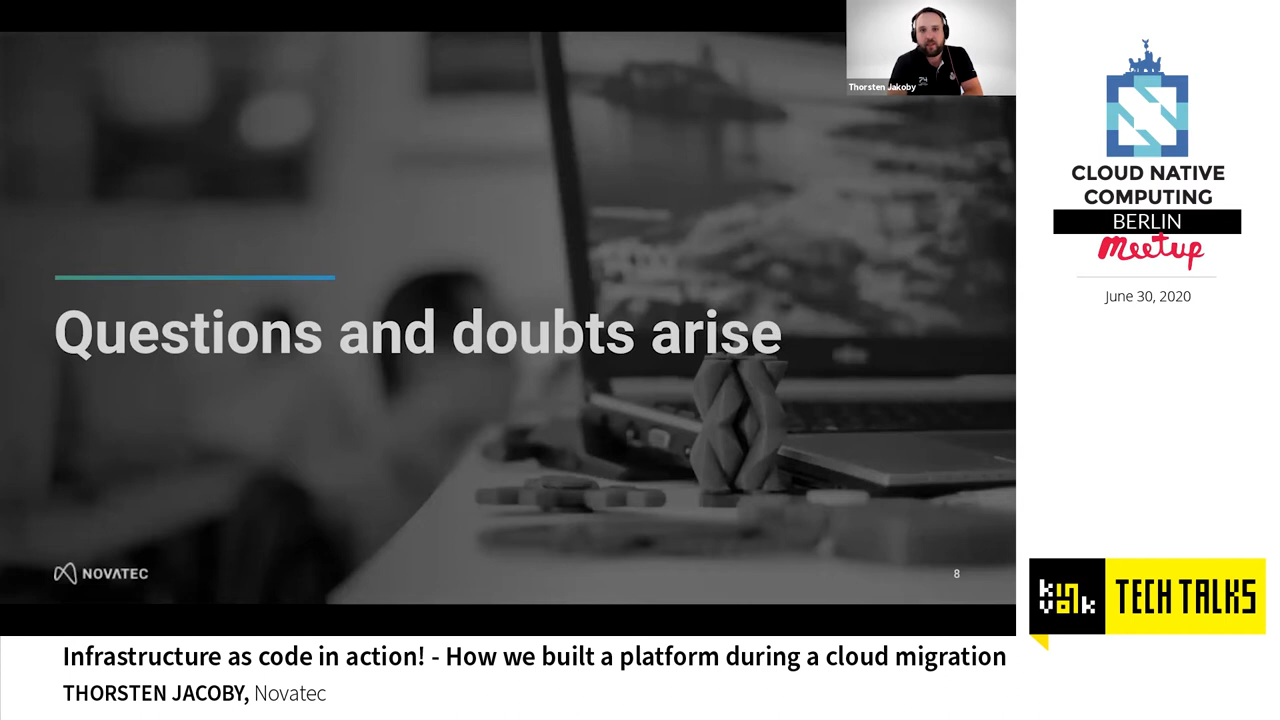 Thorsten Jakoby
Questions and doubts arise
NOVATEC
8
CLOUD NATIVE
COMPUTING
BERLIN
Meetup
June 30, 2020
kinvolk
TECH TALKS
Infrastructure as code in action! - How we built a platform during a cloud migration
THORSTEN JACOBY, Novatec